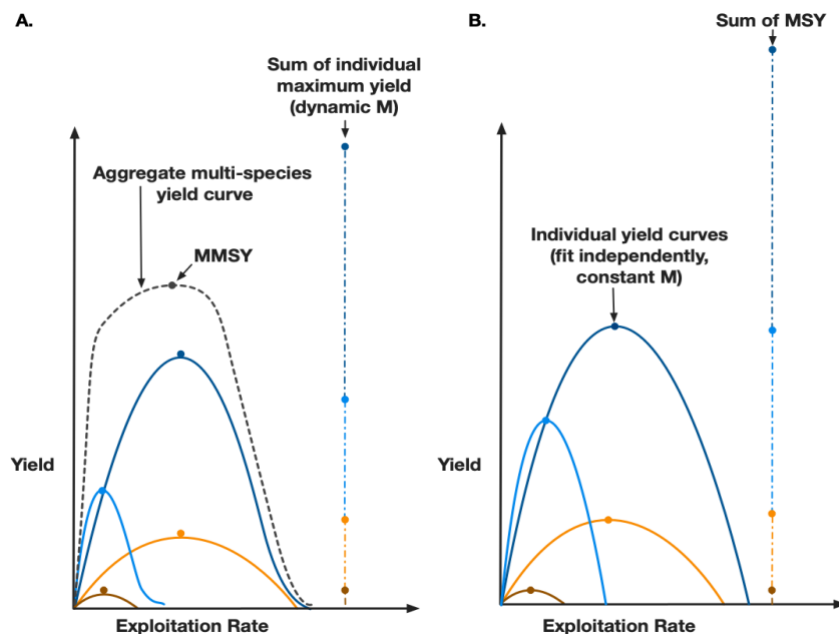 A.
Sum of individual
maximum yield
(dynamic M)
Aggregate multi-species
yield curve
MMSY
Yield
Exploitation Rate
B.
Sum of MSY
Individual yield curves
(fit independently,
constant M)
Yield
Exploitation Rate